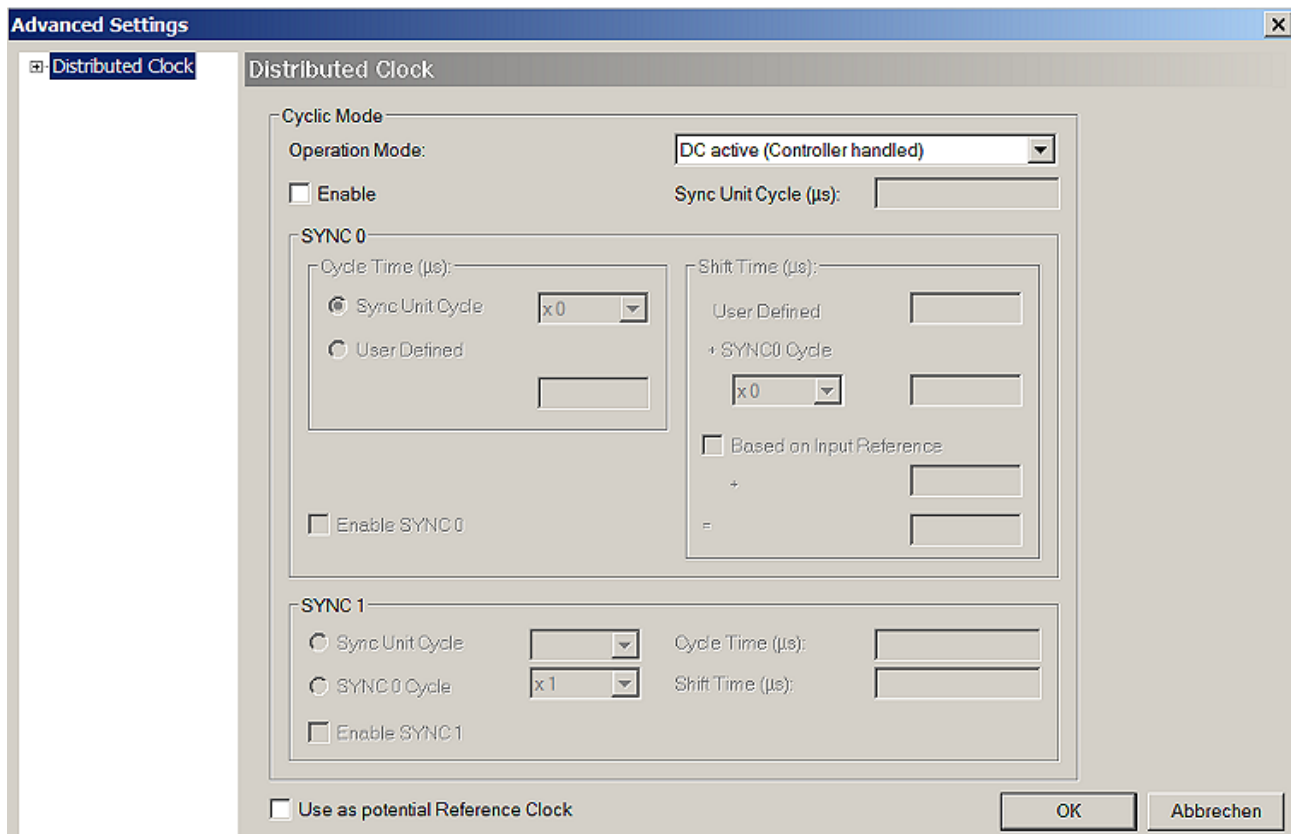 Advanced Settings
Distributed Clock
Distributed Clock
Cyclic Mode
Operation Mode: DC active (Controller handled)
Enable Sync Unit Cycle (µs):
SYNC 0
Cycle Time (µs): Shift Time (µs):
Sync Unit Cycle x 0 User Defined
User Defined + SYNC0 Cycle
x 0
Based on Input Reference
+
Enable SYNC 0 =
SYNC 1
Sync Unit Cycle Cycle Time (µs):
SYNC 0 Cycle x 1 Shift Time (µs):
Enable SYNC 1
Use as potential Reference Clock OK Abbrechen